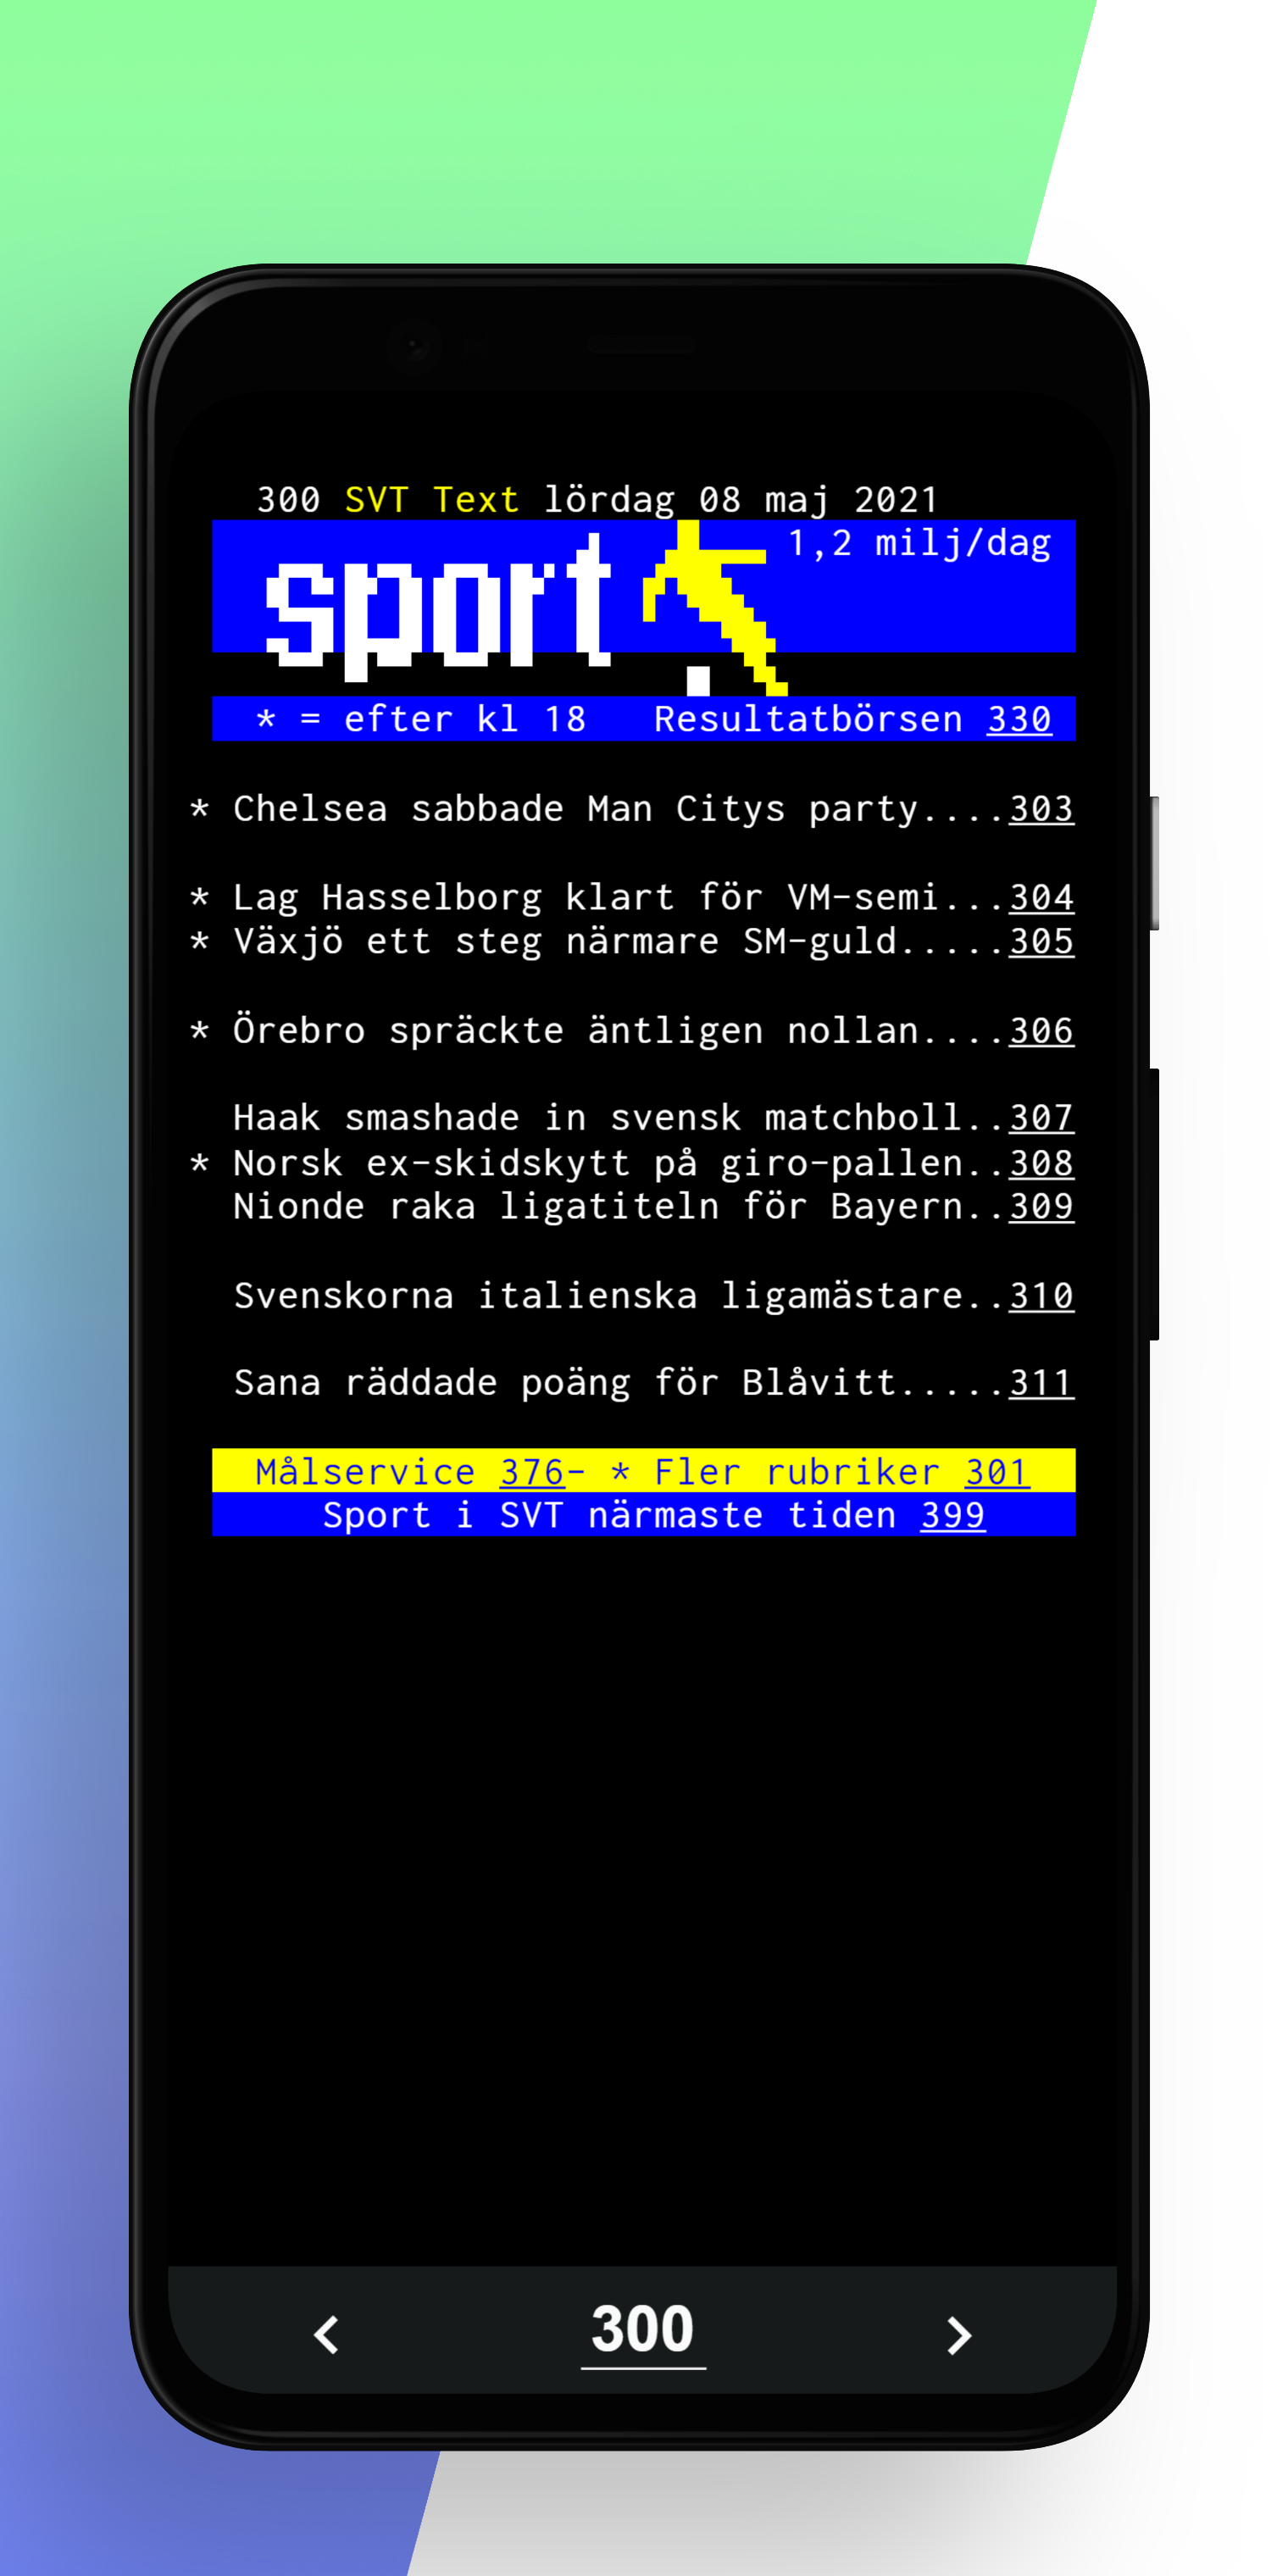 300 SVT Text lördag 08 maj 2021
1,2 milj/dag
sport
* = efter kl 18 Resultatbörsen 330
* Chelsea sabbade Man Citys party....303
* Lag Hasselborg klart för VM-semi...304
* Växjö ett steg närmare SM-guld.....305
* Örebro spräckte äntligen nollan....306
Haak smashade in svensk matchboll..307
* Norsk ex-skidskytt på giro-pallen..308
Nionde raka ligatiteln för Bayern..309
Svenskorna italienska ligamästare..310
Sana räddade poäng för Blåvitt.....311
Målservice 376- * Fler rubriker 301
Sport i SVT närmaste tiden 399
< 300 >